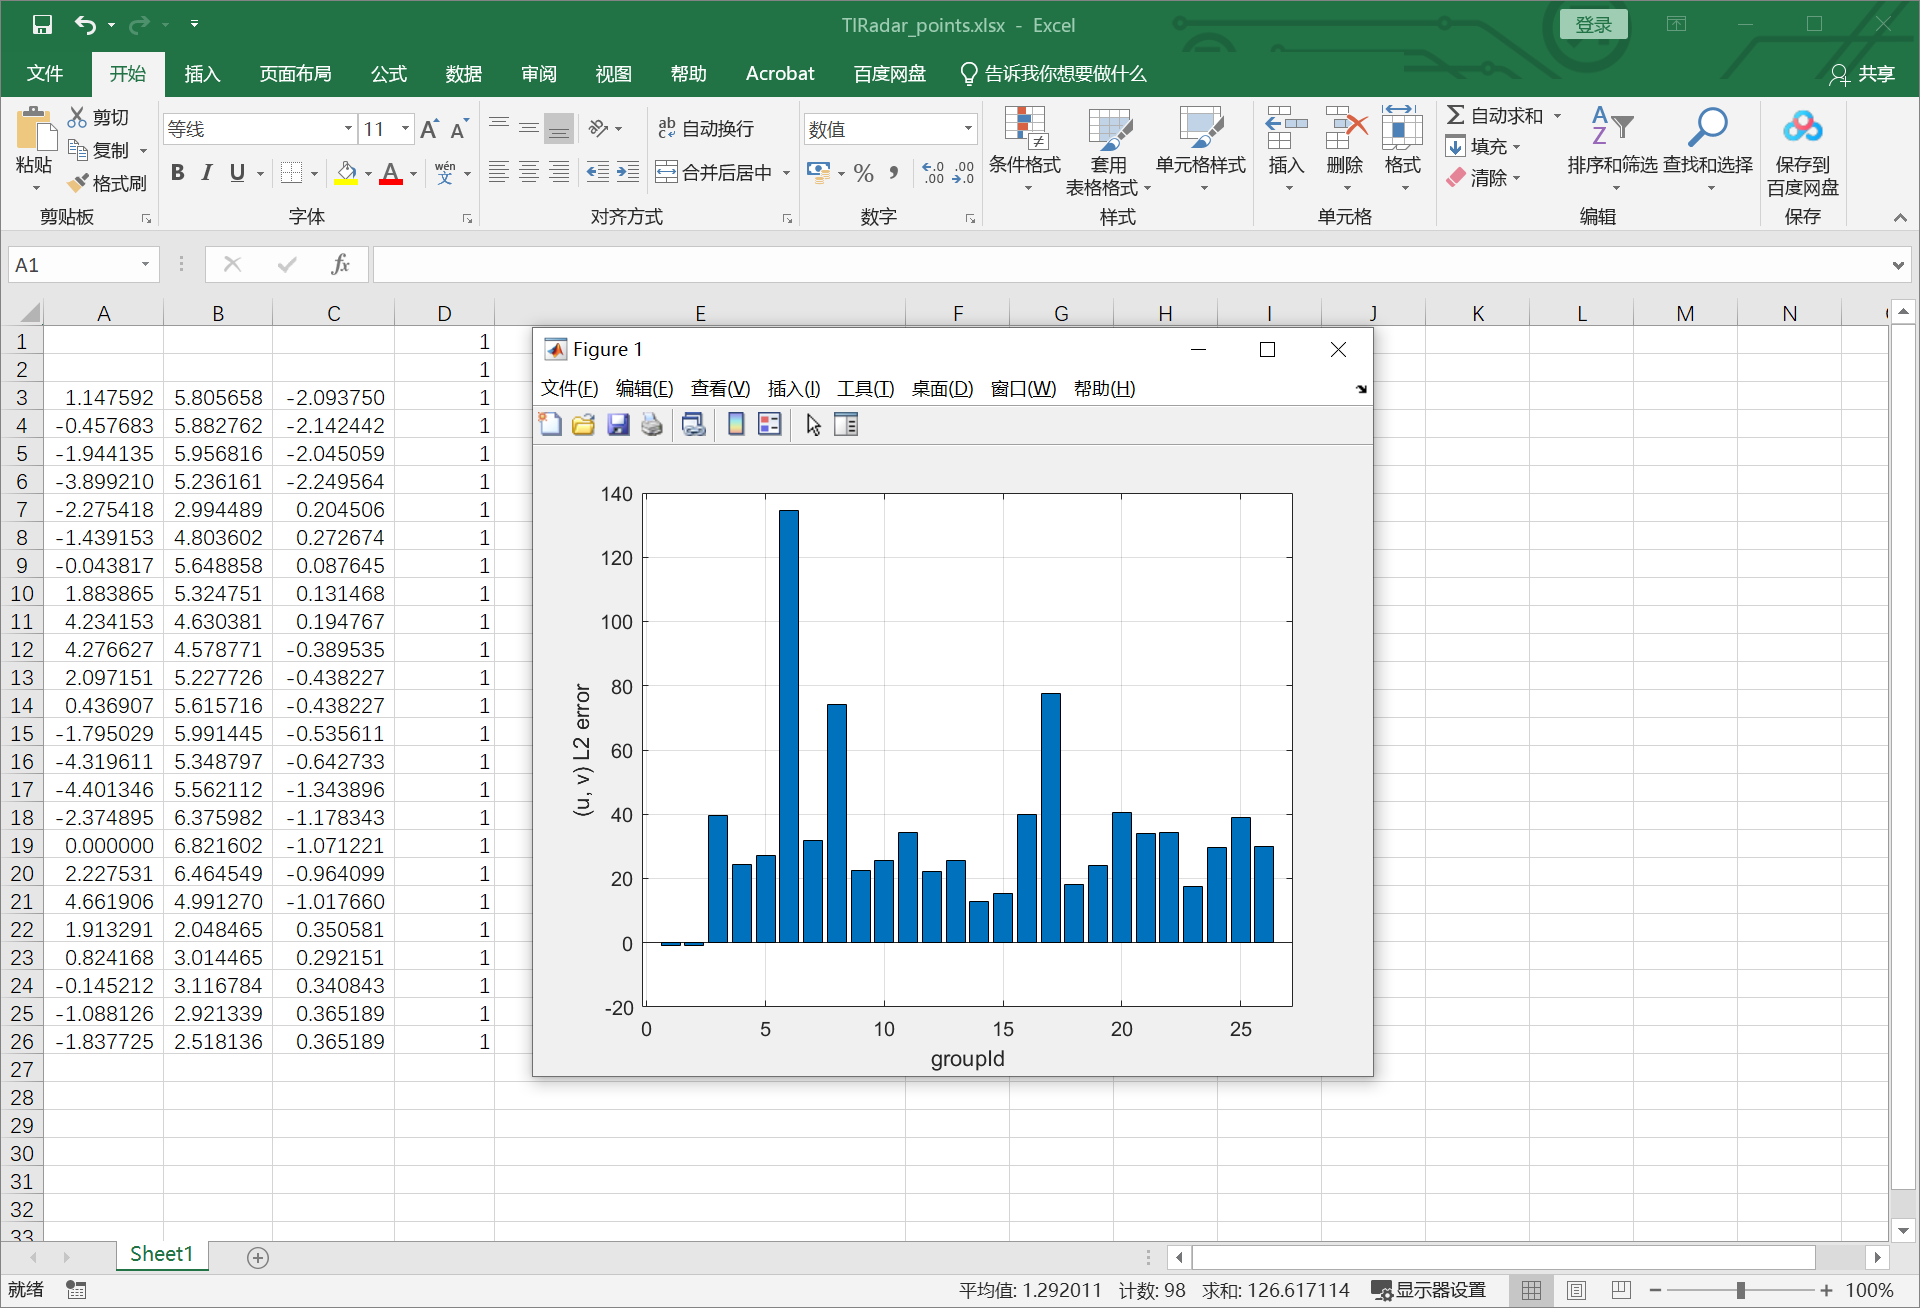 TIRadar_points.xlsx - Excel
登录
文件 开始 插入 页面布局 公式 数据 审阅 视图 帮助 Acrobat 百度网盘 告诉我你想要做什么 共享
粘贴 剪切 复制 格式刷 剪贴板
等线 11 A A B I U A wén 文 字体
ab 自动换行 合并后居中 对齐方式
数值 % .00 数字
条件格式 套用 表格格式 单元格样式 样式
插入 删除 格式 单元格
自动求和 填充 清除 排序和筛选 查找和选择 编辑
保存到 百度网盘 保存
A1 fx
A B C D E F G H I J K L M N
1 1
2 1
3 1.147592 5.805658 -2.093750 1
4 -0.457683 5.882762 -2.142442 1
5 -1.944135 5.956816 -2.045059 1
6 -3.899210 5.236161 -2.249564 1
7 -2.275418 2.994489 0.204506 1
8 -1.439153 4.803602 0.272674 1
9 -0.043817 5.648858 0.087645 1
10 1.883865 5.324751 0.131468 1
11 4.234153 4.630381 0.194767 1
12 4.276627 4.578771 -0.389535 1
13 2.097151 5.227726 -0.438227 1
14 0.436907 5.615716 -0.438227 1
15 -1.795029 5.991445 -0.535611 1
16 -4.319611 5.348797 -0.642733 1
17 -4.401346 5.562112 -1.343896 1
18 -2.374895 6.375982 -1.178343 1
19 0.000000 6.821602 -1.071221 1
20 2.227531 6.464549 -0.964099 1
21 4.661906 4.991270 -1.017660 1
22 1.913291 2.048465 0.350581 1
23 0.824168 3.014465 0.292151 1
24 -0.145212 3.116784 0.340843 1
25 -1.088126 2.921339 0.365189 1
26 -1.837725 2.518136 0.365189 1
27
28
29
30
31
32
33
Figure 1
文件(F) 编辑(E) 查看(V) 插入(I) 工具(T) 桌面(D) 窗口(W) 帮助(H)
140
120
100
80
60
40
20
0
-20
(u, v) L2 error
0 5 10 15 20 25
groupId
Sheet1
就绪 平均值: 1.292011 计数: 98 求和: 126.617114 显示器设置 100%